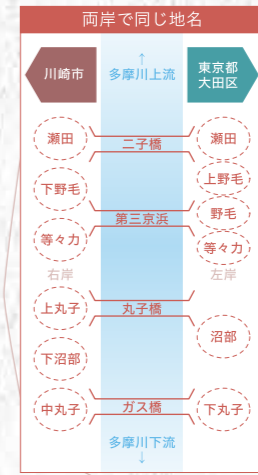 両岸で同じ地名
川崎市
↑
多摩川上流
東京都
大田区
瀬田
二子橋
瀬田
上野毛
下野毛
野毛
第三京浜
等々力
等々力
右岸
左岸
上丸子
丸子橋
沼部
下沼部
中丸子
ガス橋
下丸子
多摩川下流
↓